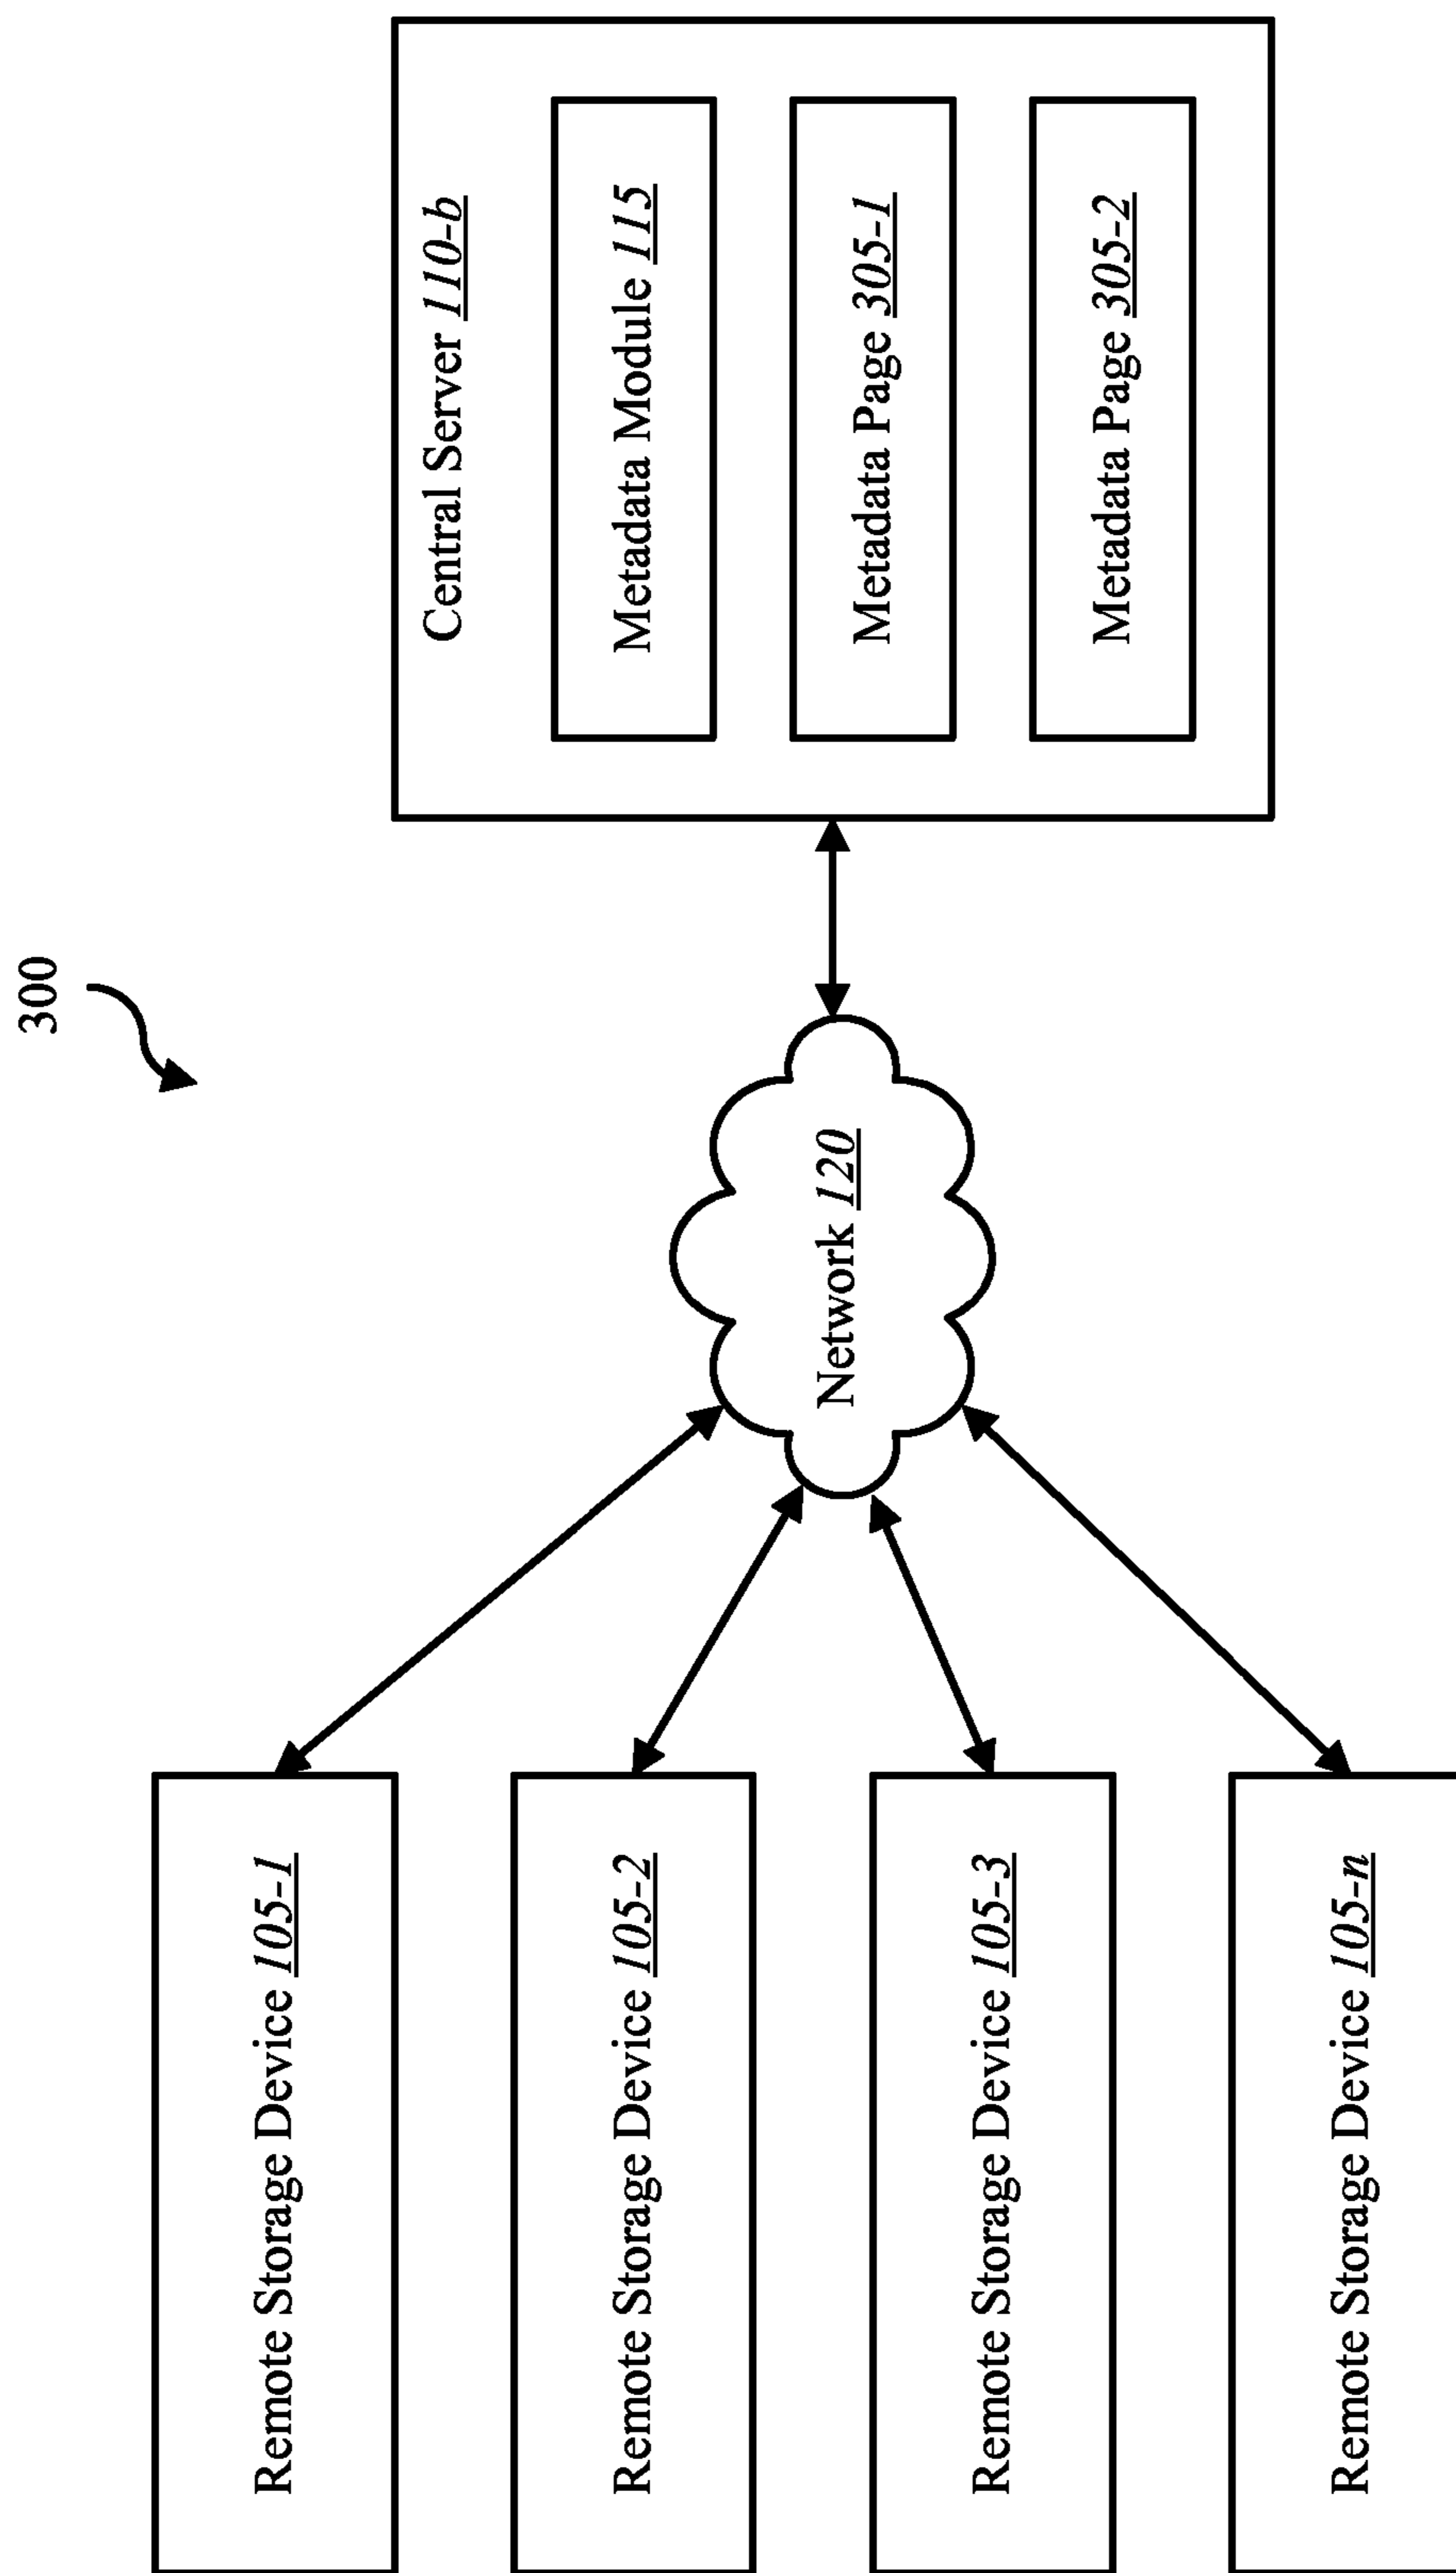 300
Remote Storage Device 105-1
Remote Storage Device 105-2
Remote Storage Device 105-3
Remote Storage Device 105-n
Network 120
Central Server 110-b
Metadata Module 115
Metadata Page 305-1
Metadata Page 305-2